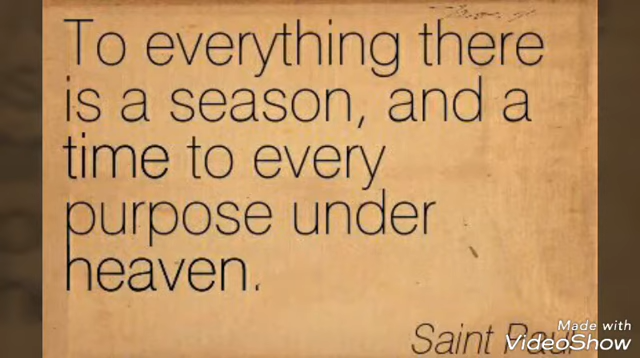 To everything there
is a season, and a
time to every
purpose under
heaven.
Saint
Made with
VideoShow